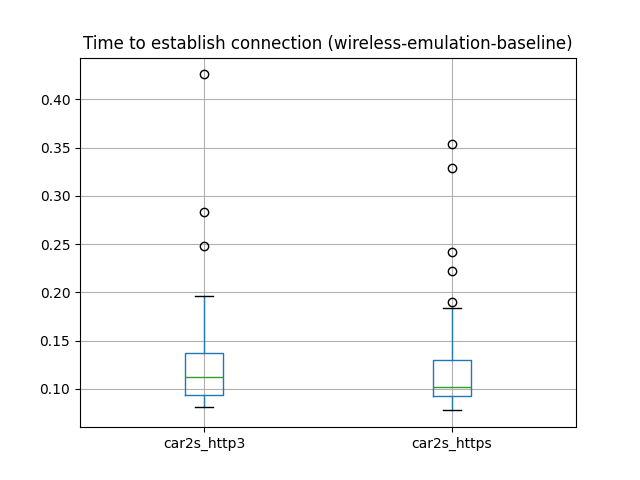 Time to establish connection (wireless-emulation-baseline)
0.40
0.35
0.30
0.25
0.20
0.15
0.10
car2s_http3
car2s_https